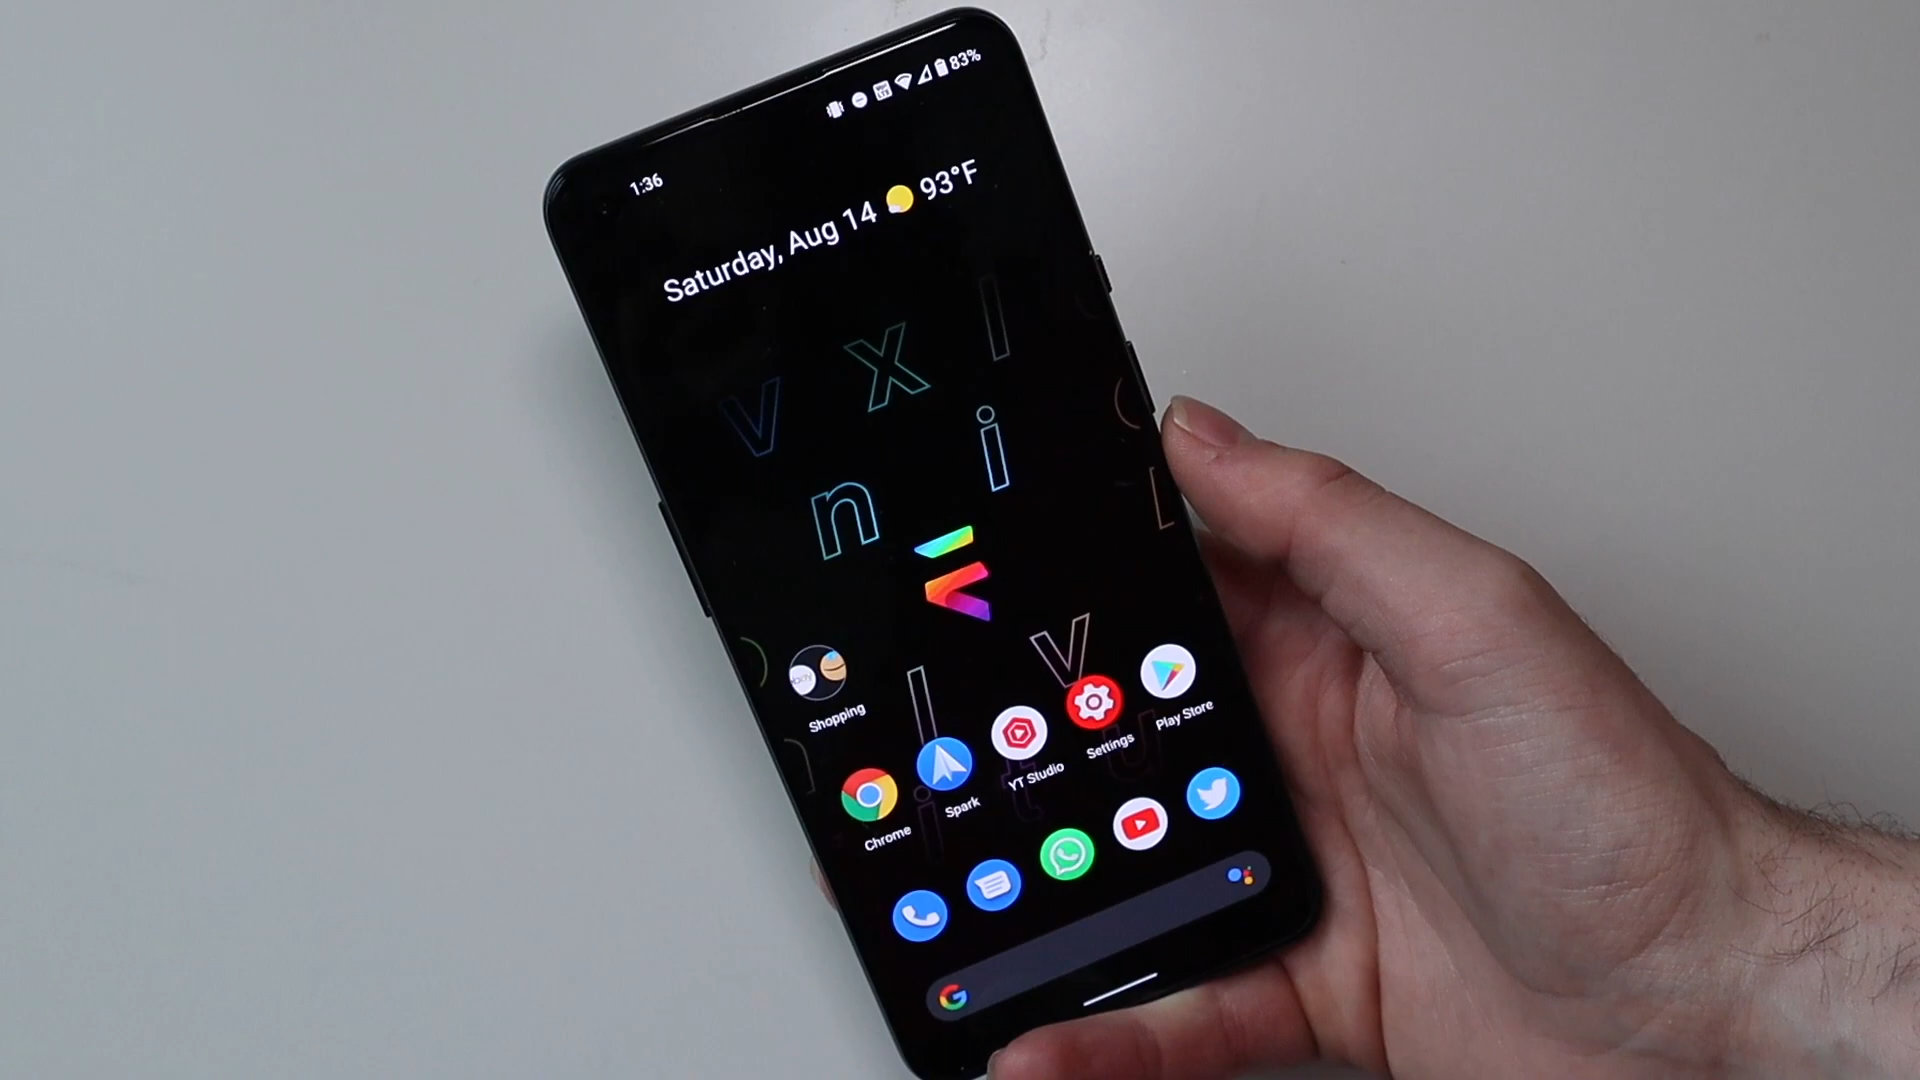 1:36
83%
Saturday, Aug 14 93°F
v x l
n i
v
Shopping
Chrome
Spark
YT Studio
Settings
Play Store